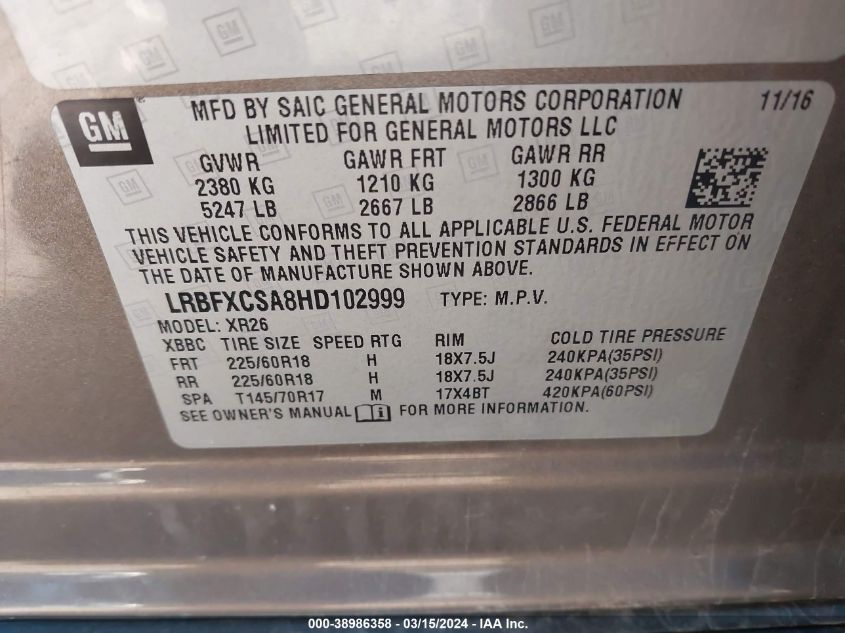 GM
MFD BY SAIC GENERAL MOTORS CORPORATION 11/16
LIMITED FOR GENERAL MOTORS LLC
GVWR GAWR FRT GAWR RR
2380 KG 1210 KG 1300 KG
5247 LB 2667 LB 2866 LB
THIS VEHICLE CONFORMS TO ALL APPLICABLE U.S. FEDERAL MOTOR
VEHICLE SAFETY AND THEFT PREVENTION STANDARDS IN EFFECT ON
THE DATE OF MANUFACTURE SHOWN ABOVE.
LRBFXCSA8HD102999 TYPE: M.P.V.
MODEL: XR26
XBBC TIRE SIZE SPEED RTG RIM COLD TIRE PRESSURE
FRT 225/60R18 H 18X7.5J 240KPA(35PSI)
RR 225/60R18 H 18X7.5J 240KPA(35PSI)
SPA T145/70R17 M 17X4BT 420KPA(60PSI)
SEE OWNER'S MANUAL FOR MORE INFORMATION.
000-38986358 - 03/15/2024 - IAA Inc.